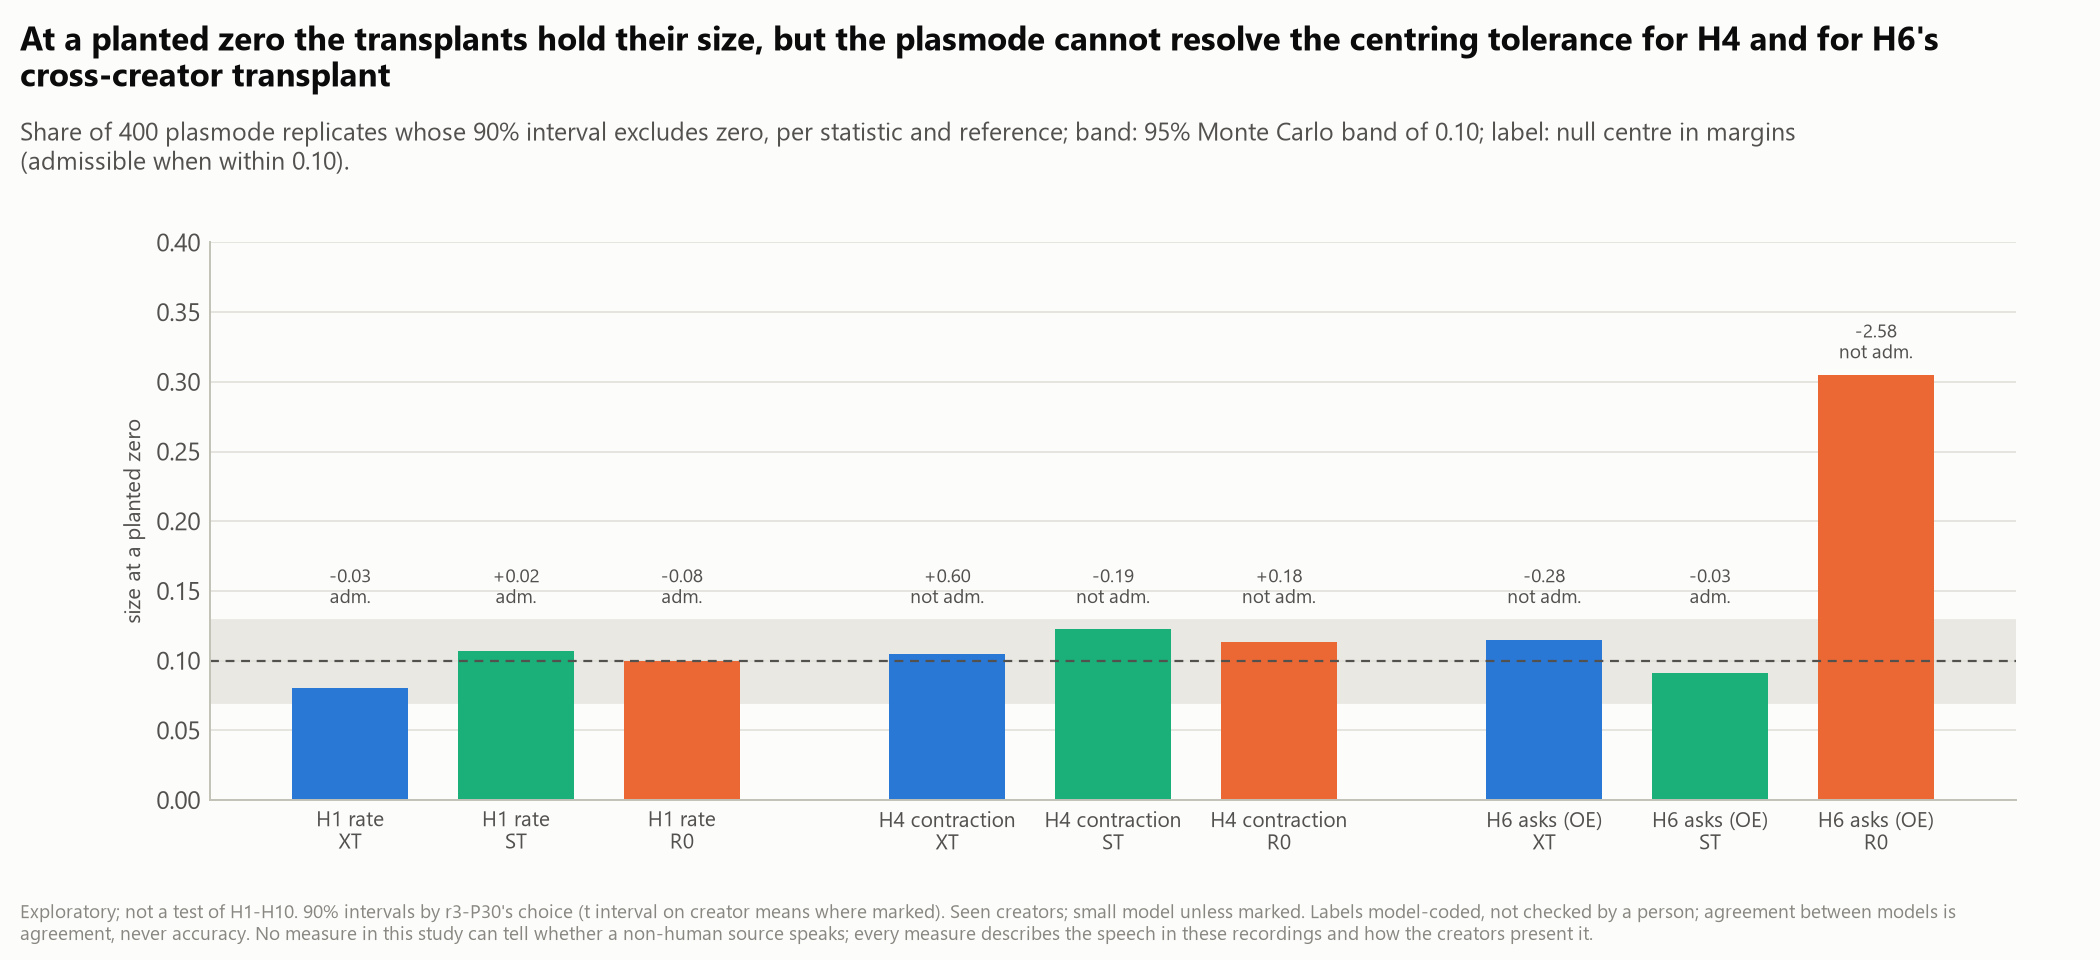 At a planted zero the transplants hold their size, but the plasmode cannot resolve the centring tolerance for H4 and for H6's
cross-creator transplant
Share of 400 plasmode replicates whose 90% interval excludes zero, per statistic and reference; band: 95% Monte Carlo band of 0.10; label: null centre in margins
(admissible when within 0.10).
size at a planted zero
0.40
0.35
0.30
0.25
0.20
0.15
0.10
0.05
0.00
-0.03
adm.
+0.02
adm.
-0.08
adm.
+0.60
not adm.
-0.19
not adm.
+0.18
not adm.
-0.28
not adm.
-0.03
adm.
-2.58
not adm.
H1 rate
XT
H1 rate
ST
H1 rate
R0
H4 contraction
XT
H4 contraction
ST
H4 contraction
R0
H6 asks (OE)
XT
H6 asks (OE)
ST
H6 asks (OE)
R0
Exploratory; not a test of H1-H10. 90% intervals by r3-P30's choice (t interval on creator means where marked). Seen creators; small model unless marked. Labels model-coded, not checked by a person; agreement between models is
agreement, never accuracy. No measure in this study can tell whether a non-human source speaks; every measure describes the speech in these recordings and how the creators present it.